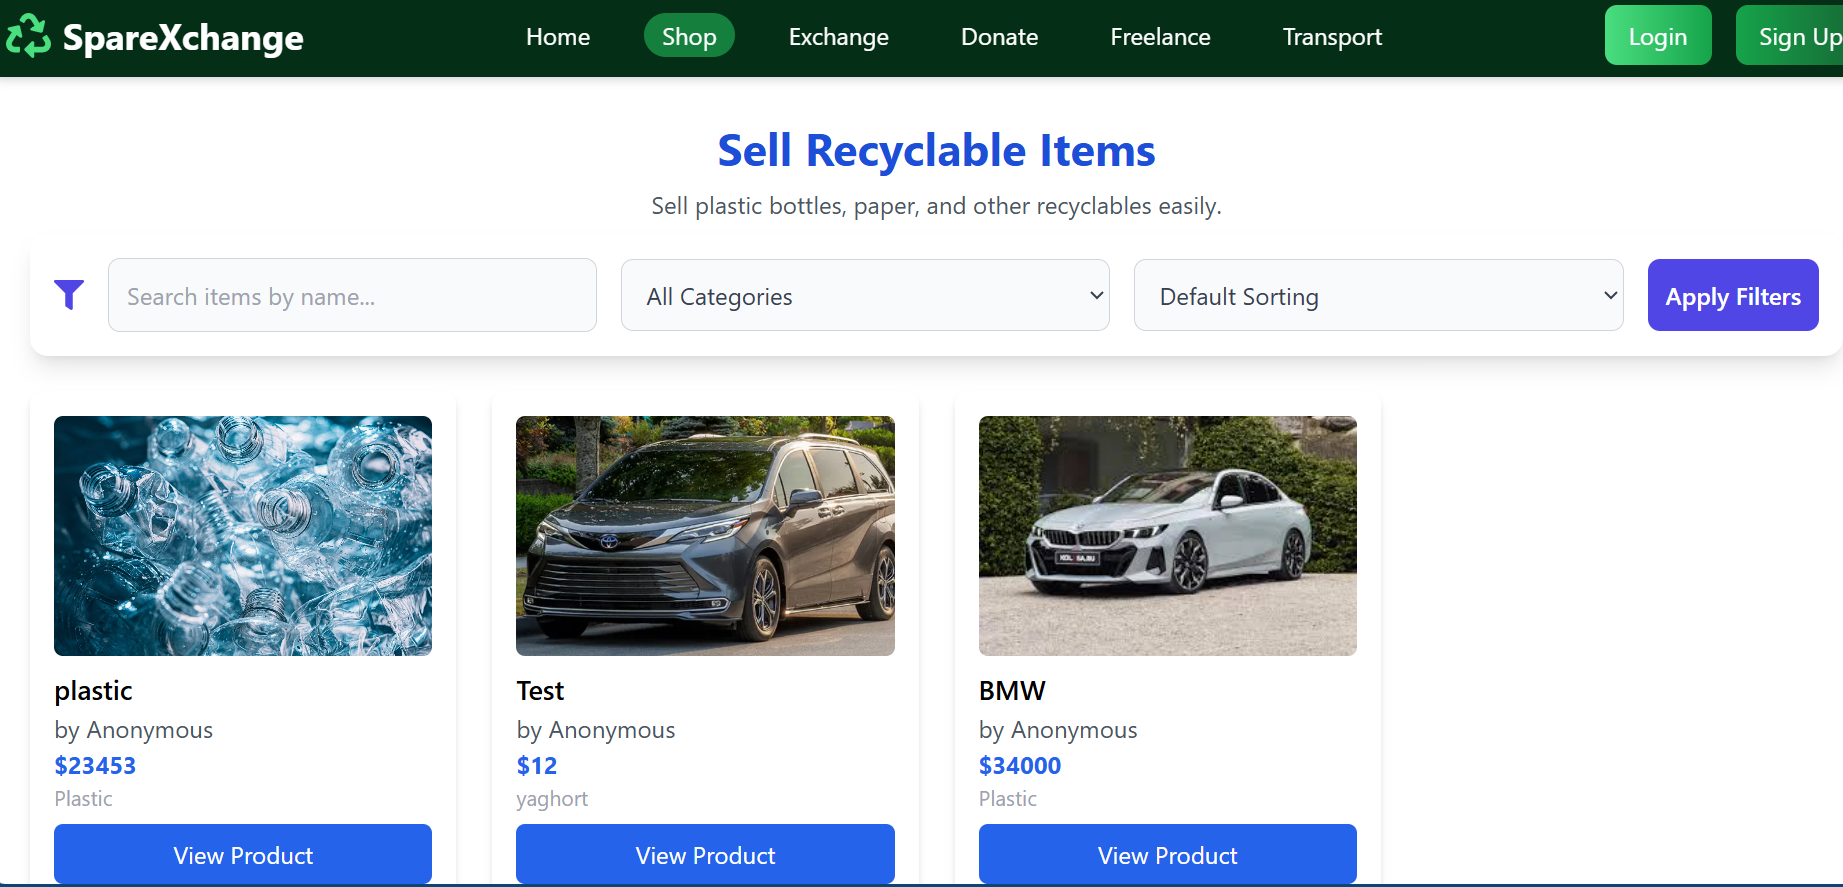 SpareXchange
Home
Shop
Exchange
Donate
Freelance
Transport
Login
Sign Up
Sell Recyclable Items
Sell plastic bottles, paper, and other recyclables easily.
Search items by name...
All Categories
Default Sorting
Apply Filters
plastic
by Anonymous
$23453
Plastic
View Product
Test
by Anonymous
$12
yaghort
View Product
BMW
by Anonymous
$34000
Plastic
View Product